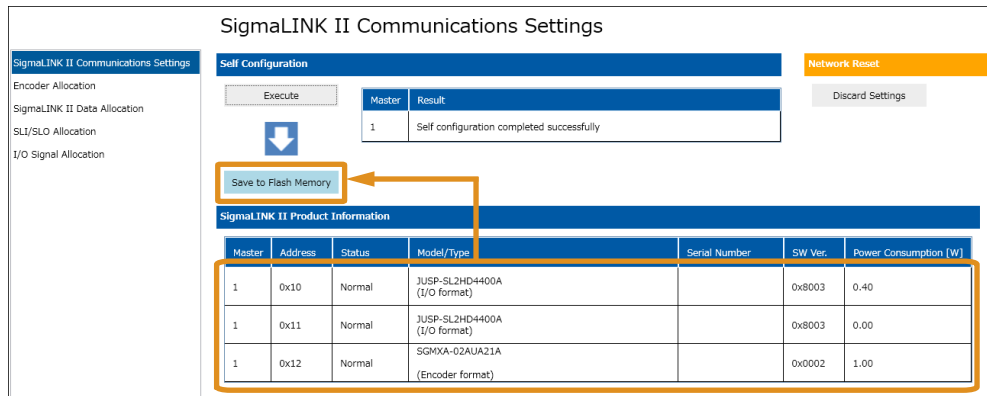 SigmaLINK II Communications Settings
SigmaLINK II Communications Settings
Encoder Allocation
SigmaLINK II Data Allocation
SLI/SLO Allocation
I/O Signal Allocation
Self Configuration
Execute
Master Result
1 Self configuration completed successfully
Save to Flash Memory
Network Reset
Discard Settings
SigmaLINK II Product Information
Master Address Status Model/Type Serial Number SW Ver. Power Consumption [W]
1 0x10 Normal JUSP-SL2HD4400A
(I/O format) 0x8003 0.40
1 0x11 Normal JUSP-SL2HD4400A
(I/O format) 0x8003 0.00
1 0x12 Normal SGMXA-02AUA21A
(Encoder format) 0x0002 1.00